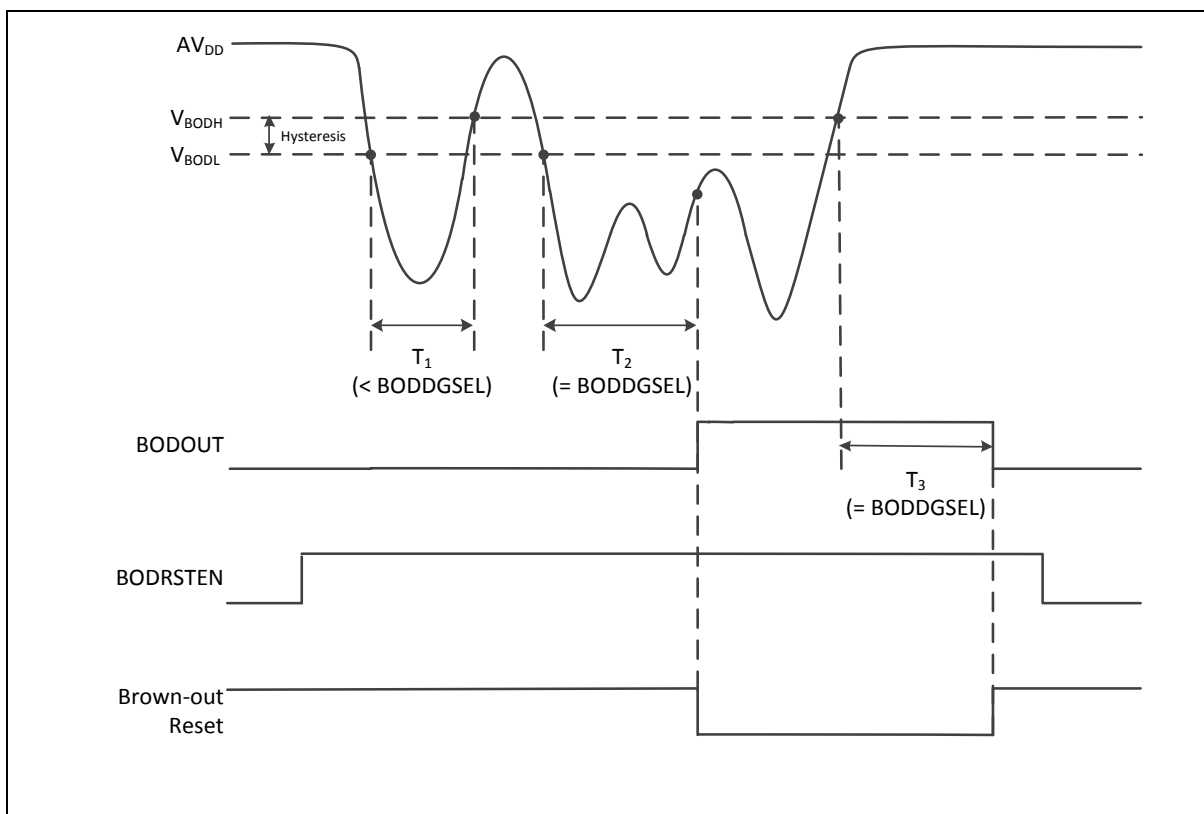 AVDD
VBODH
Hysteresis
VBODL
T1
(< BODDGSEL)
T2
(= BODDGSEL)
BODOUT
T3
(= BODDGSEL)
BODRSTEN
Brown-out
Reset